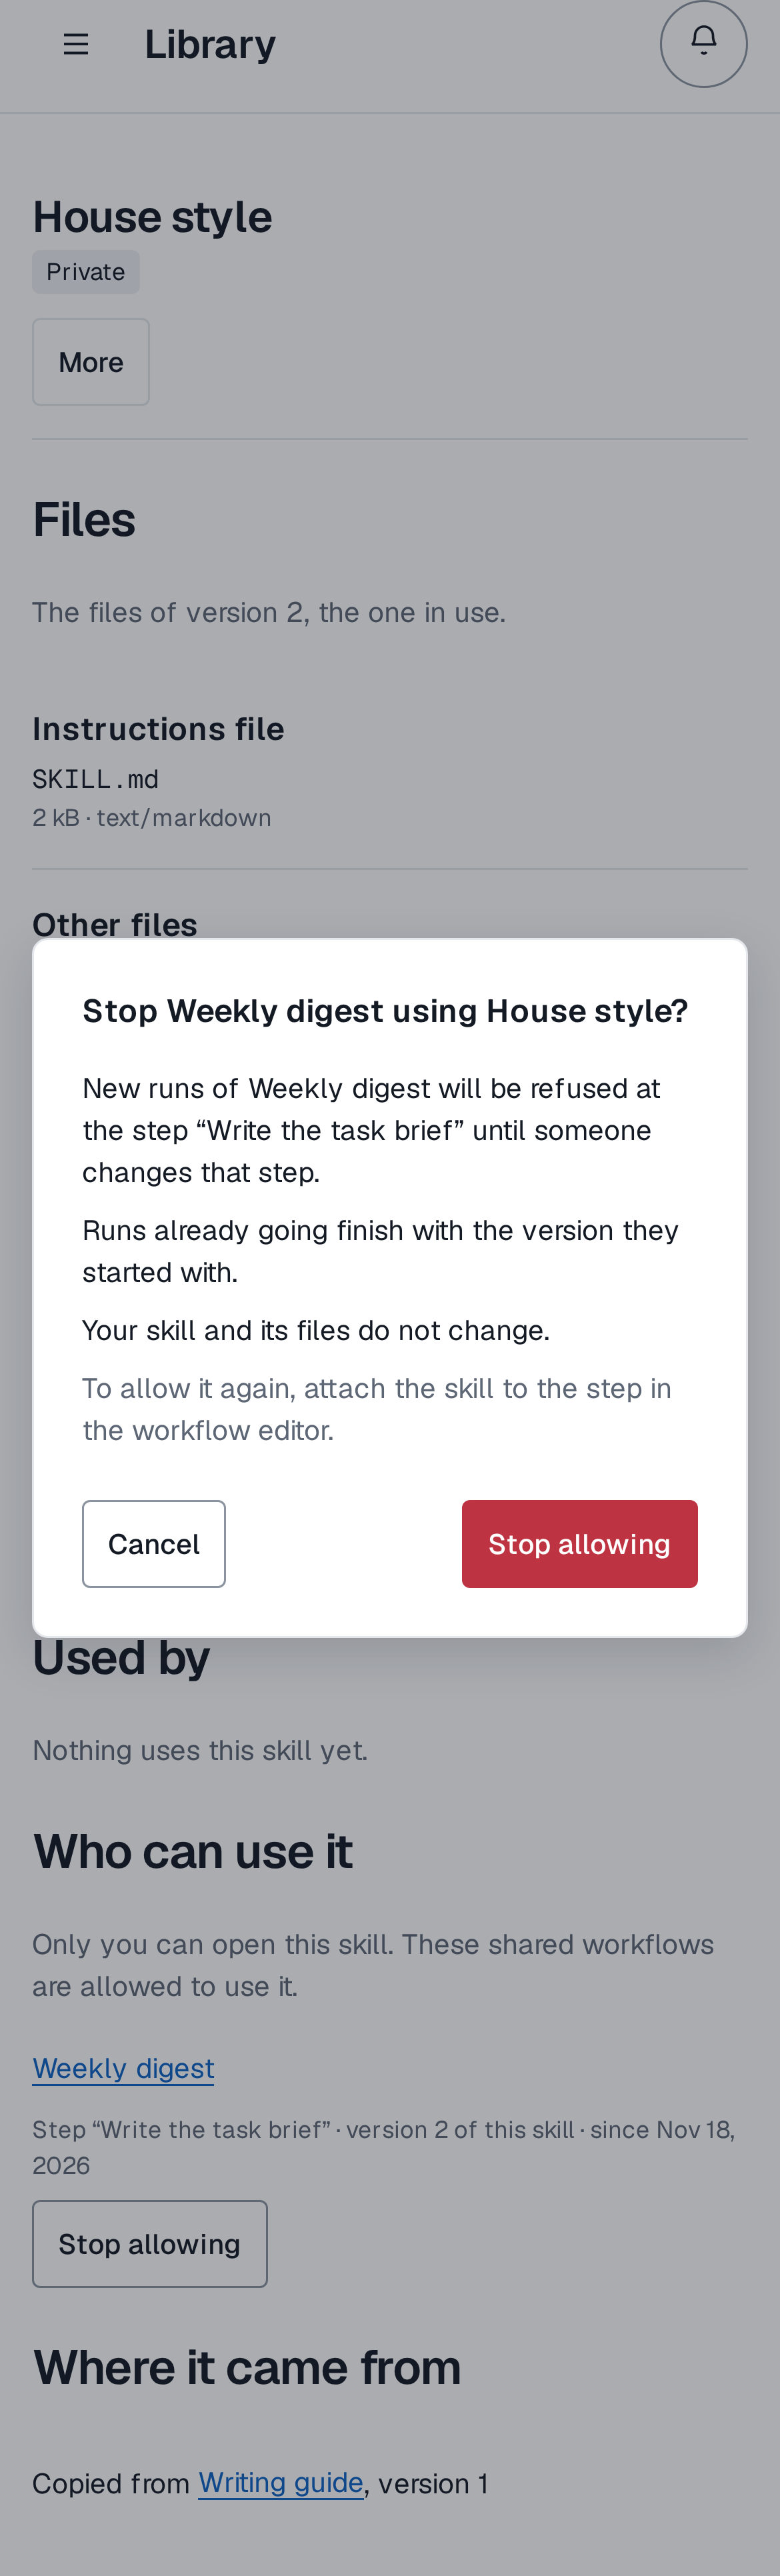 Library
House style
Private
More
Files
The files of version 2, the one in use.
Instructions file
SKILL.md
2 kB · text/markdown
Other files
Stop Weekly digest using House style?
New runs of Weekly digest will be refused at
the step “Write the task brief” until someone
changes that step.
Runs already going finish with the version they
started with.
Your skill and its files do not change.
To allow it again, attach the skill to the step in
the workflow editor.
Cancel
Stop allowing
Used by
Nothing uses this skill yet.
Who can use it
Only you can open this skill. These shared workflows
are allowed to use it.
Weekly digest
Step “Write the task brief” · version 2 of this skill · since Nov 18,
2026
Stop allowing
Where it came from
Copied from Writing guide, version 1